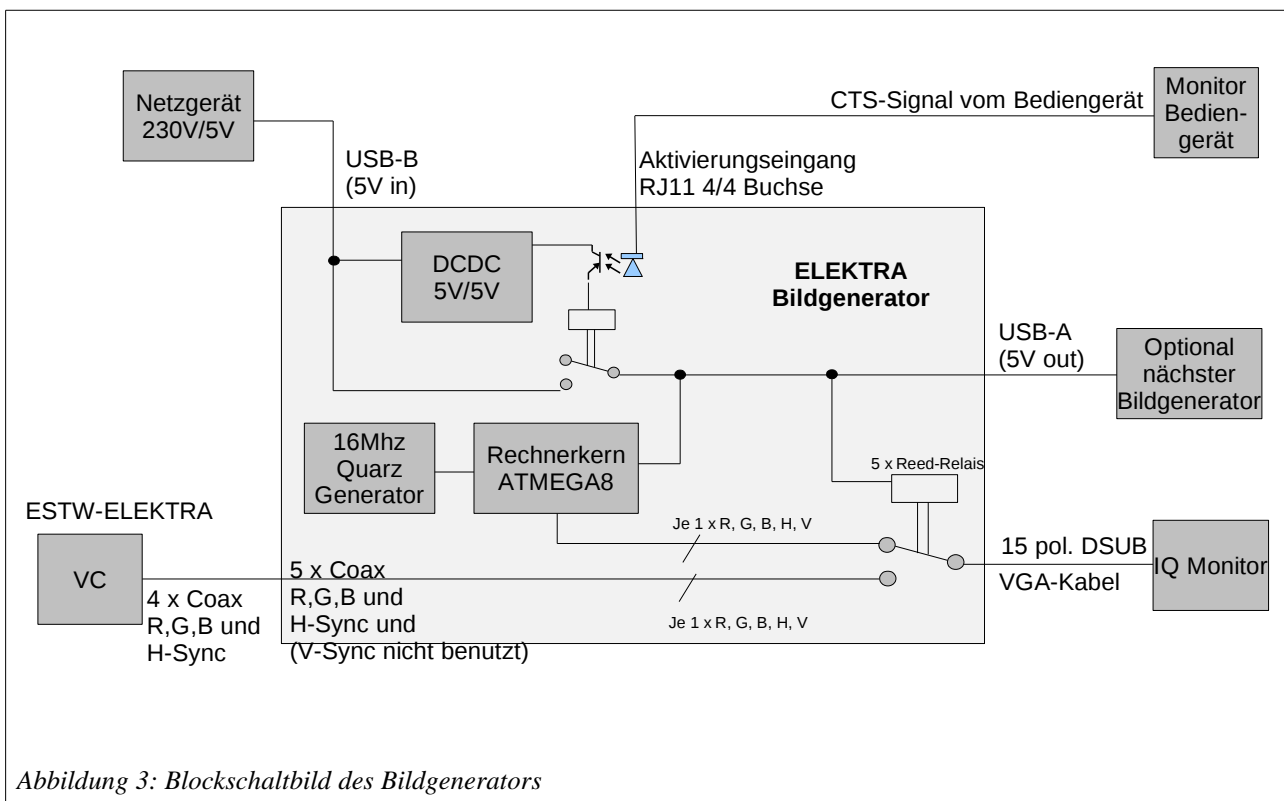 Netzgerät
230V/5V
CTS-Signal vom Bediengerät
Monitor
Bedien-
gerät
USB-B
(5V in)
Aktivierungseingang
RJ11 4/4 Buchse
DCDC
5V/5V
ELEKTRA
Bildgenerator
USB-A
(5V out)
Optional
nächster
Bildgenerator
16Mhz
Quarz
Generator
Rechnerkern
ATMEGA8
5 x Reed-Relais
ESTW-ELEKTRA
VC
4 x Coax
R,G,B und
H-Sync
5 x Coax
R,G,B und
H-Sync und
(V-Sync nicht benutzt)
Je 1 x R, G, B, H, V
Je 1 x R, G, B, H, V
15 pol. DSUB
VGA-Kabel
IQ Monitor
Abbildung 3: Blockschaltbild des Bildgenerators